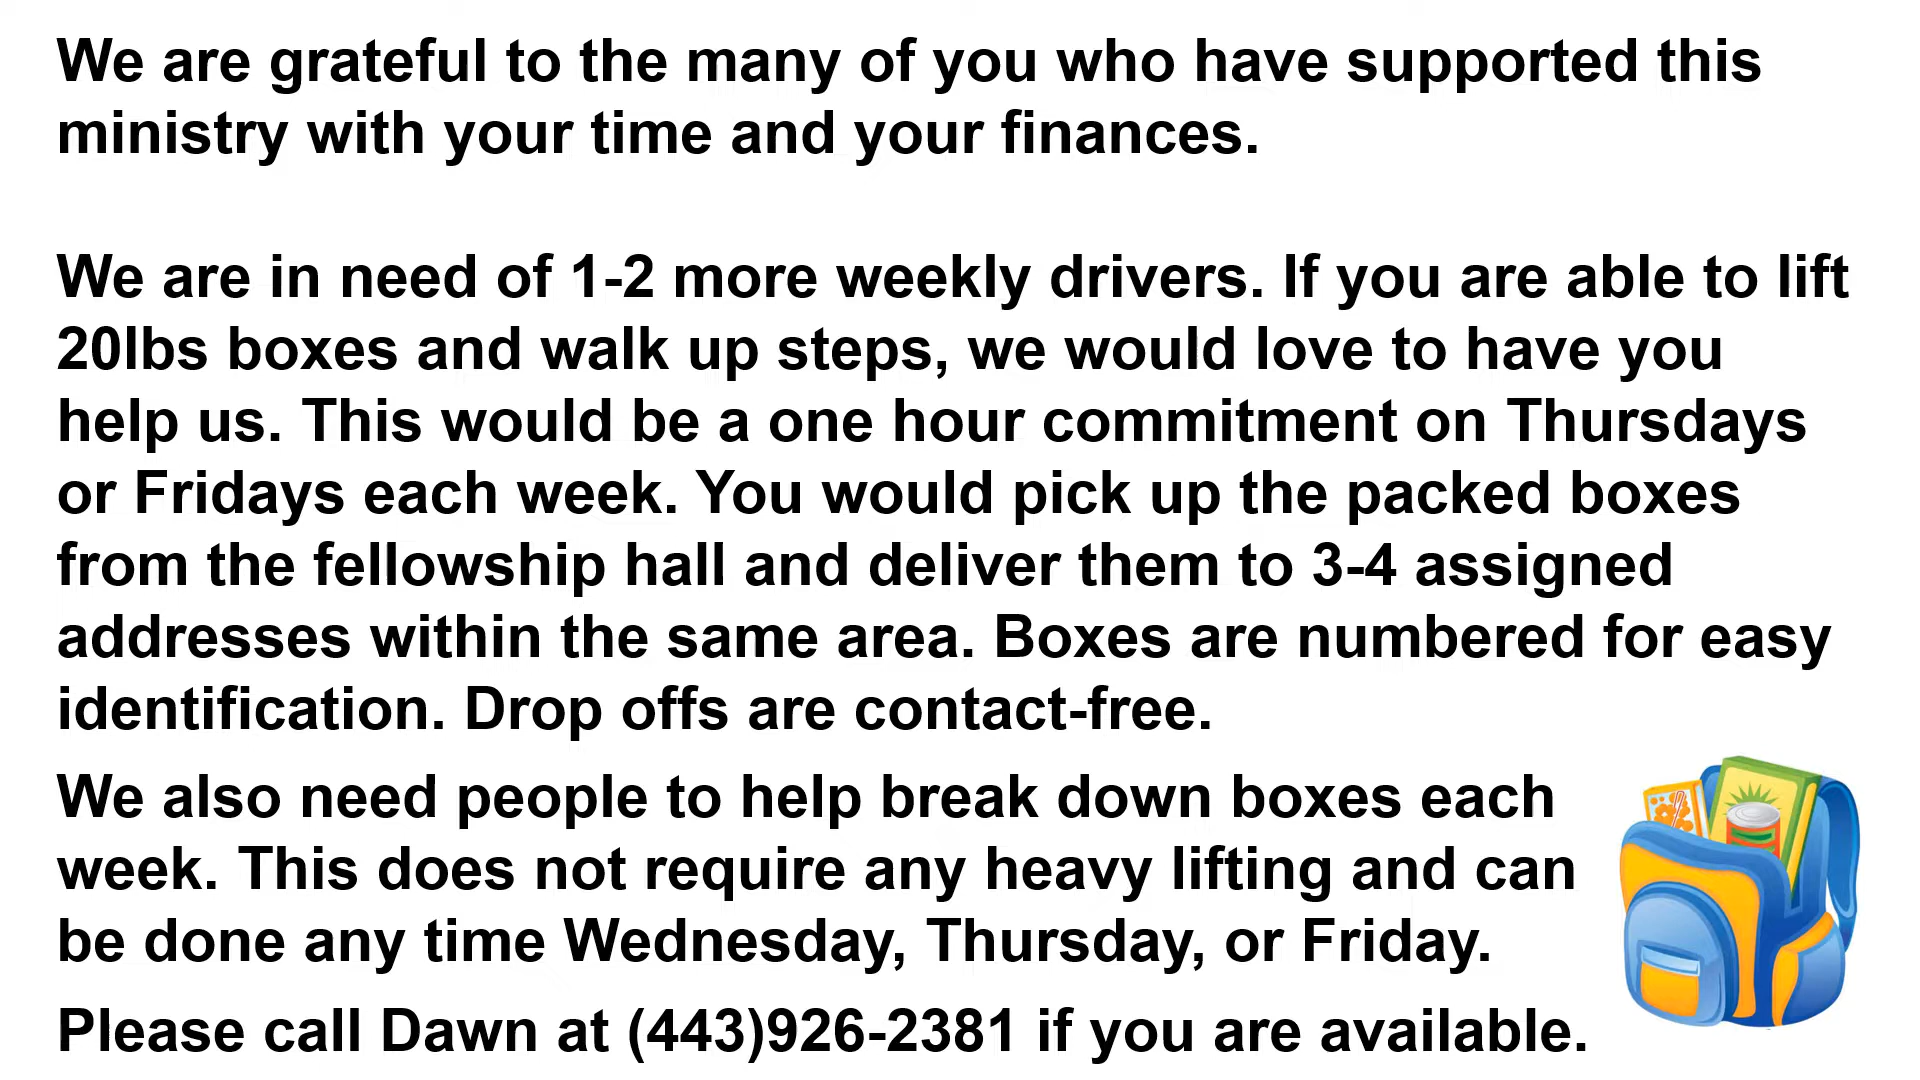 We are grateful to the many of you who have supported this
ministry with your time and your finances.
We are in need of 1-2 more weekly drivers. If you are able to lift
20lbs boxes and walk up steps, we would love to have you
help us. This would be a one hour commitment on Thursdays
or Fridays each week. You would pick up the packed boxes
from the fellowship hall and deliver them to 3-4 assigned
addresses within the same area. Boxes are numbered for easy
identification. Drop offs are contact-free.
We also need people to help break down boxes each
week. This does not require any heavy lifting and can
be done any time Wednesday, Thursday, or Friday.
Please call Dawn at (443)926-2381 if you are available.